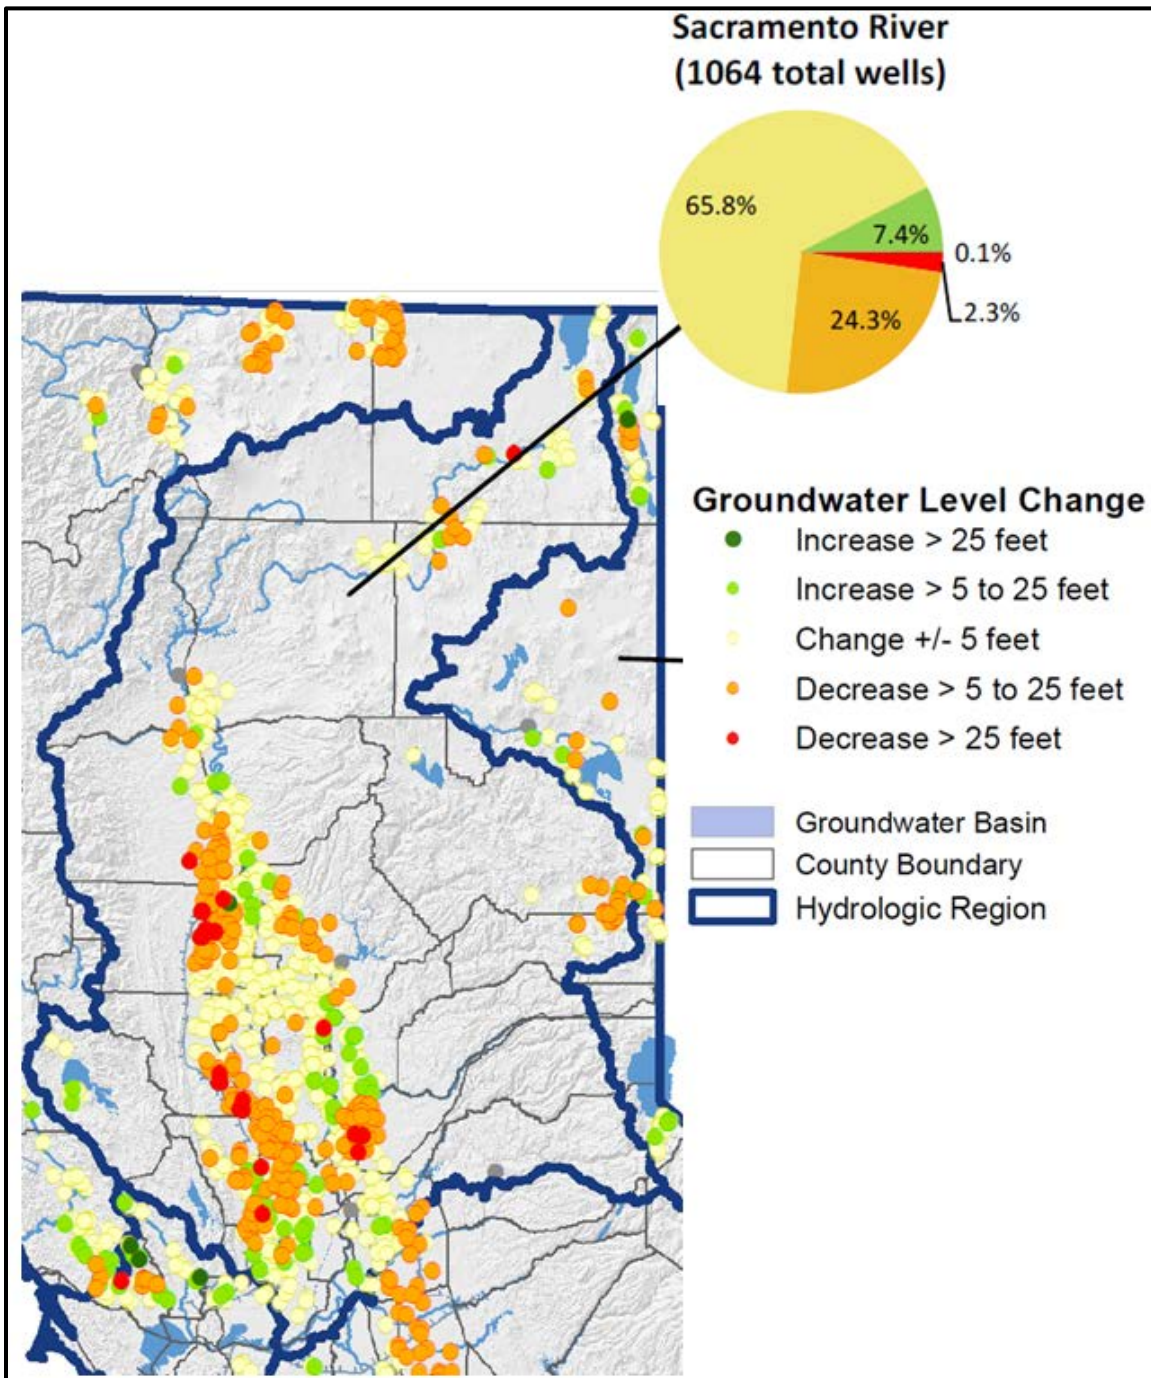 Sacramento River
(1064 total wells)
65.8%
7.4%
0.1%
2.3%
24.3%
Groundwater Level Change
Increase > 25 feet
Increase > 5 to 25 feet
Change +/- 5 feet
Decrease > 5 to 25 feet
Decrease > 25 feet
Groundwater Basin
County Boundary
Hydrologic Region